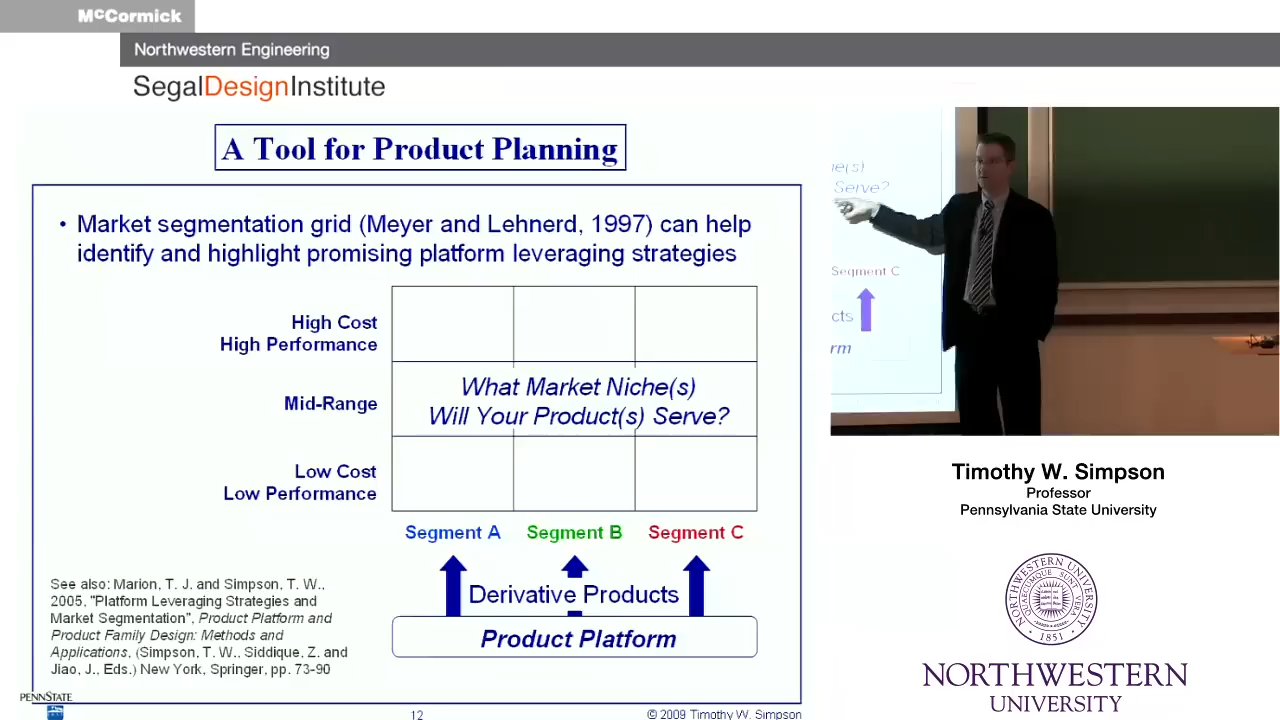 McCormick
Northwestern Engineering
SegalDesignInstitute
A Tool for Product Planning
• Market segmentation grid (Meyer and Lehnerd, 1997) can help
identify and highlight promising platform leveraging strategies
High Cost
High Performance
Mid-Range
What Market Niche(s)
Will Your Product(s) Serve?
Low Cost
Low Performance
Segment A Segment B Segment C
Derivative Products
Product Platform
See also: Marion, T. J. and Simpson, T. W.,
2005, "Platform Leveraging Strategies and
Market Segmentation", Product Platform and
Product Family Design: Methods and
Applications, (Simpson, T. W., Siddique, Z. and
Jiao, J., Eds.) New York, Springer, pp. 73-90
PENNSTATE
12
© 2009 Timothy W. Simpson
he(s)
Serve?
Segment C
cts
rm
Timothy W. Simpson
Professor
Pennsylvania State University
NORTHWESTERN UNIVERSITY
1851
NORTHWESTERN
UNIVERSITY